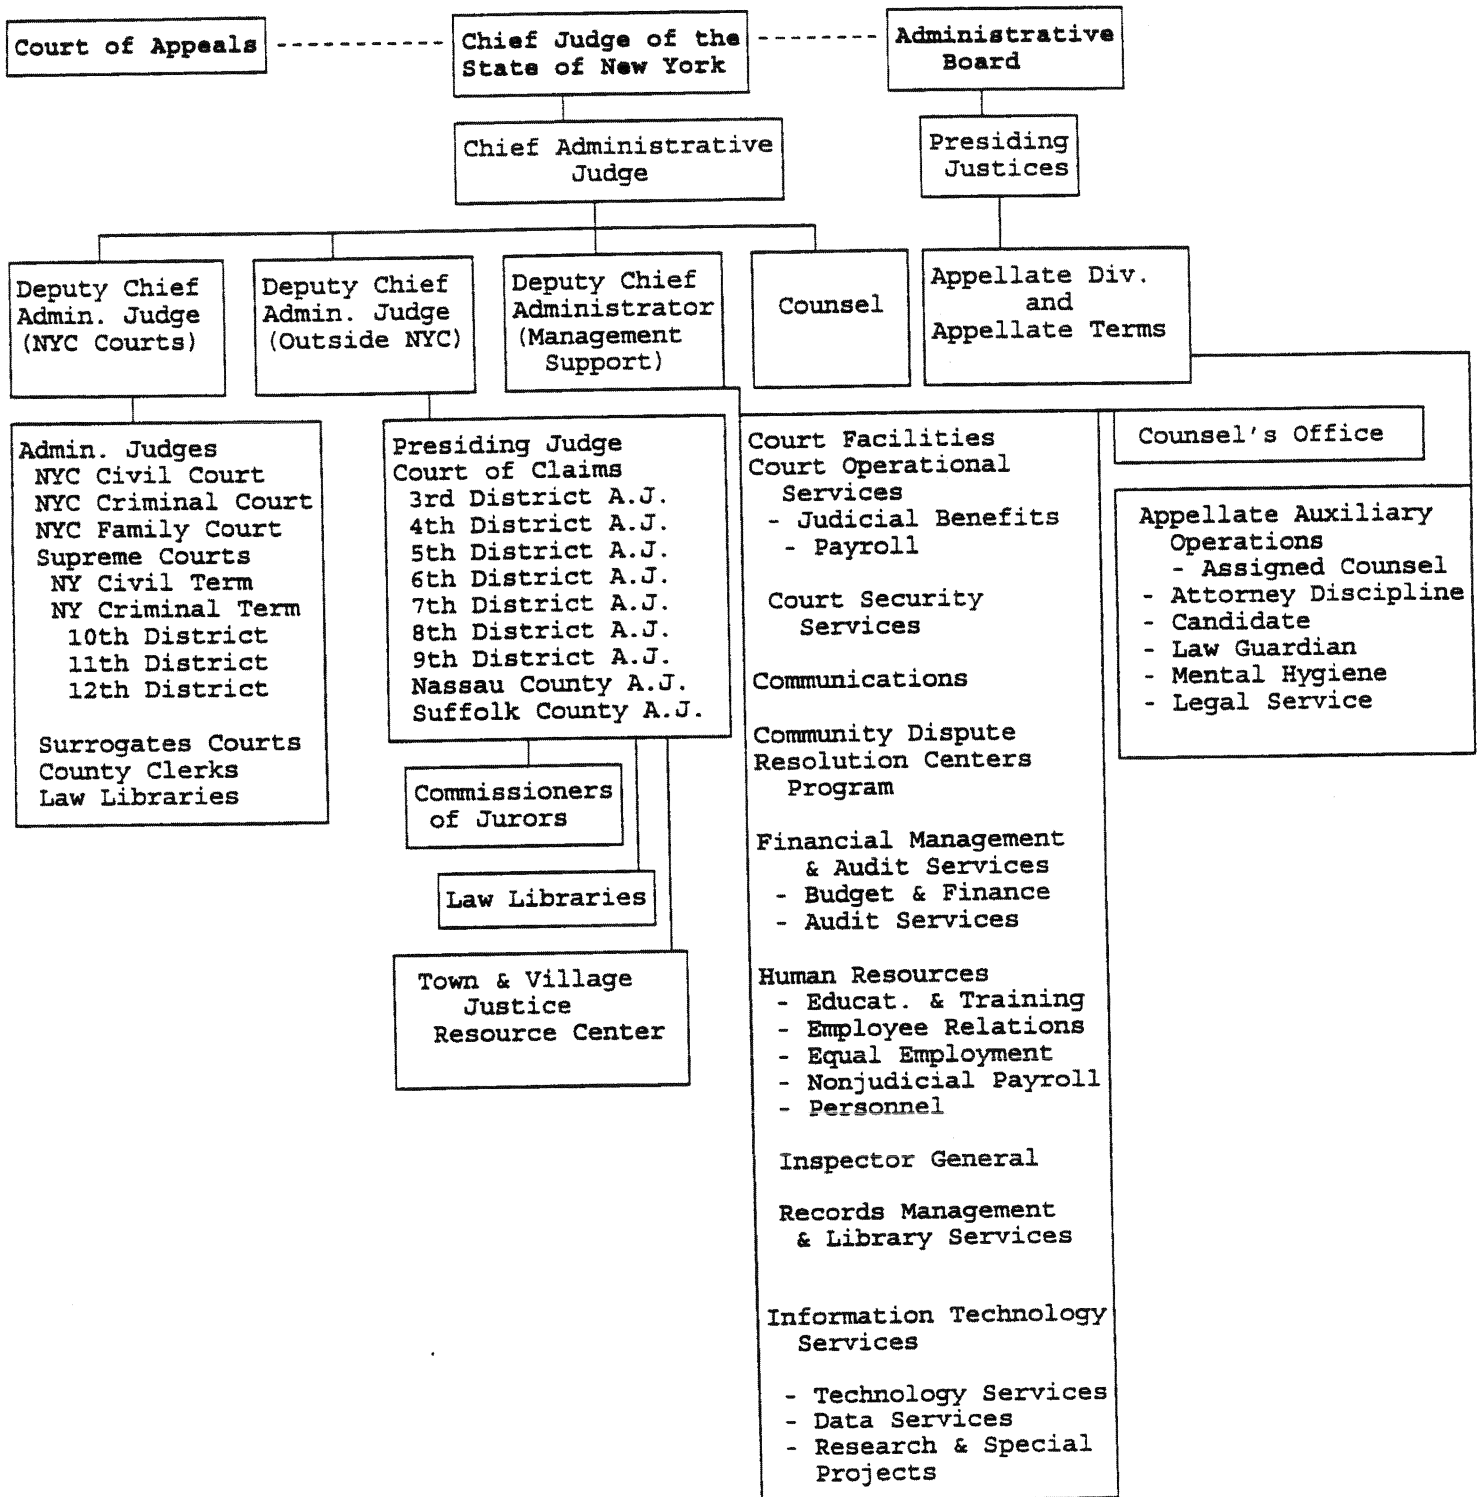 Court of Appeals
Chief Judge of the
State of New York
Administrative
Board
Chief Administrative
Judge
Presiding
Justices
Deputy Chief
Admin. Judge
(NYC Courts)
Deputy Chief
Admin. Judge
(Outside NYC)
Deputy Chief
Administrator
(Management
Support)
Counsel
Appellate Div.
and
Appellate Terms
Admin. Judges
NYC Civil Court
NYC Criminal Court
NYC Family Court
Supreme Courts
NY Civil Term
NY Criminal Term
10th District
11th District
12th District
Surrogates Courts
County Clerks
Law Libraries
Presiding Judge
Court of Claims
3rd District A.J.
4th District A.J.
5th District A.J.
6th District A.J.
7th District A.J.
8th District A.J.
9th District A.J.
Nassau County A.J.
Suffolk County A.J.
Commissioners
of Jurors
Law Libraries
Town & Village
Justice
Resource Center
Court Facilities
Court Operational
Services
- Judicial Benefits
- Payroll
Court Security
Services
Communications
Community Dispute
Resolution Centers
Program
Financial Management
& Audit Services
- Budget & Finance
- Audit Services
Human Resources
- Educat. & Training
- Employee Relations
- Equal Employment
- Nonjudicial Payroll
- Personnel
Inspector General
Records Management
& Library Services
Information Technology
Services
- Technology Services
- Data Services
- Research & Special
Projects
Counsel's Office
Appellate Auxiliary
Operations
- Assigned Counsel
- Attorney Discipline
- Candidate
- Law Guardian
- Mental Hygiene
- Legal Service